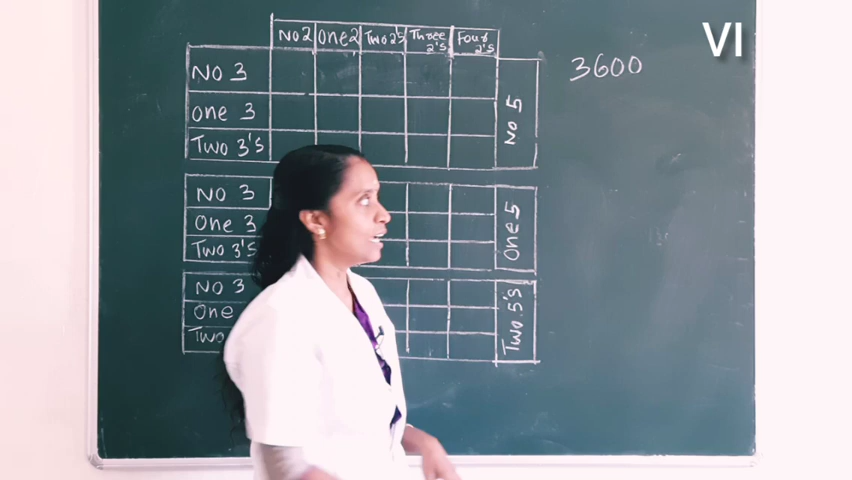 VI
No 2 One 2 Two 2's Three 2's Four 2's
3600
No 3
One 3
Two 3's
No 5
No 3
One 3
Two 3's
One 5
No 3
One
Two
Two 5's